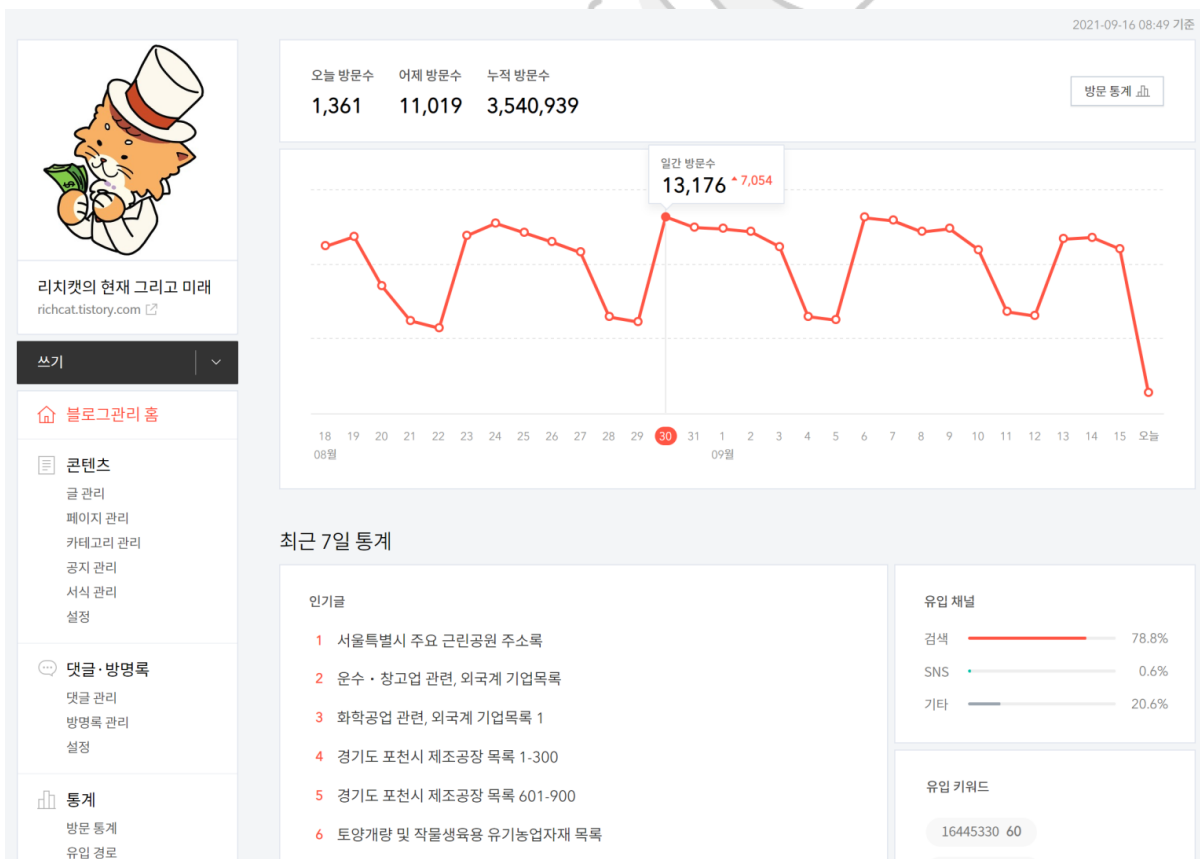 2021-09-16 08:49 기준
오늘 방문수 어제 방문수 누적 방문수
1,361 11,019 3,540,939
방문 통계
일간 방문수
13,176 7,054
18 19 20 21 22 23 24 25 26 27 28 29 30 31 1 2 3 4 5 6 7 8 9 10 11 12 13 14 15 오늘
08월 09월
리치캣의 현재 그리고 미래
richcat.tistory.com
쓰기
블로그관리 홈
콘텐츠
글 관리
페이지 관리
카테고리 관리
공지 관리
서식 관리
설정
댓글·방명록
댓글 관리
방명록 관리
설정
통계
방문 통계
유입 경로
최근 7일 통계
인기글
1 서울특별시 주요 근린공원 주소록
2 운수・창고업 관련, 외국계 기업목록
3 화학공업 관련, 외국계 기업목록 1
4 경기도 포천시 제조공장 목록 1-300
5 경기도 포천시 제조공장 목록 601-900
6 토양개량 및 작물생육용 유기농업자재 목록
유입 채널
검색 78.8%
SNS 0.6%
기타 20.6%
유입 키워드
16445330 60